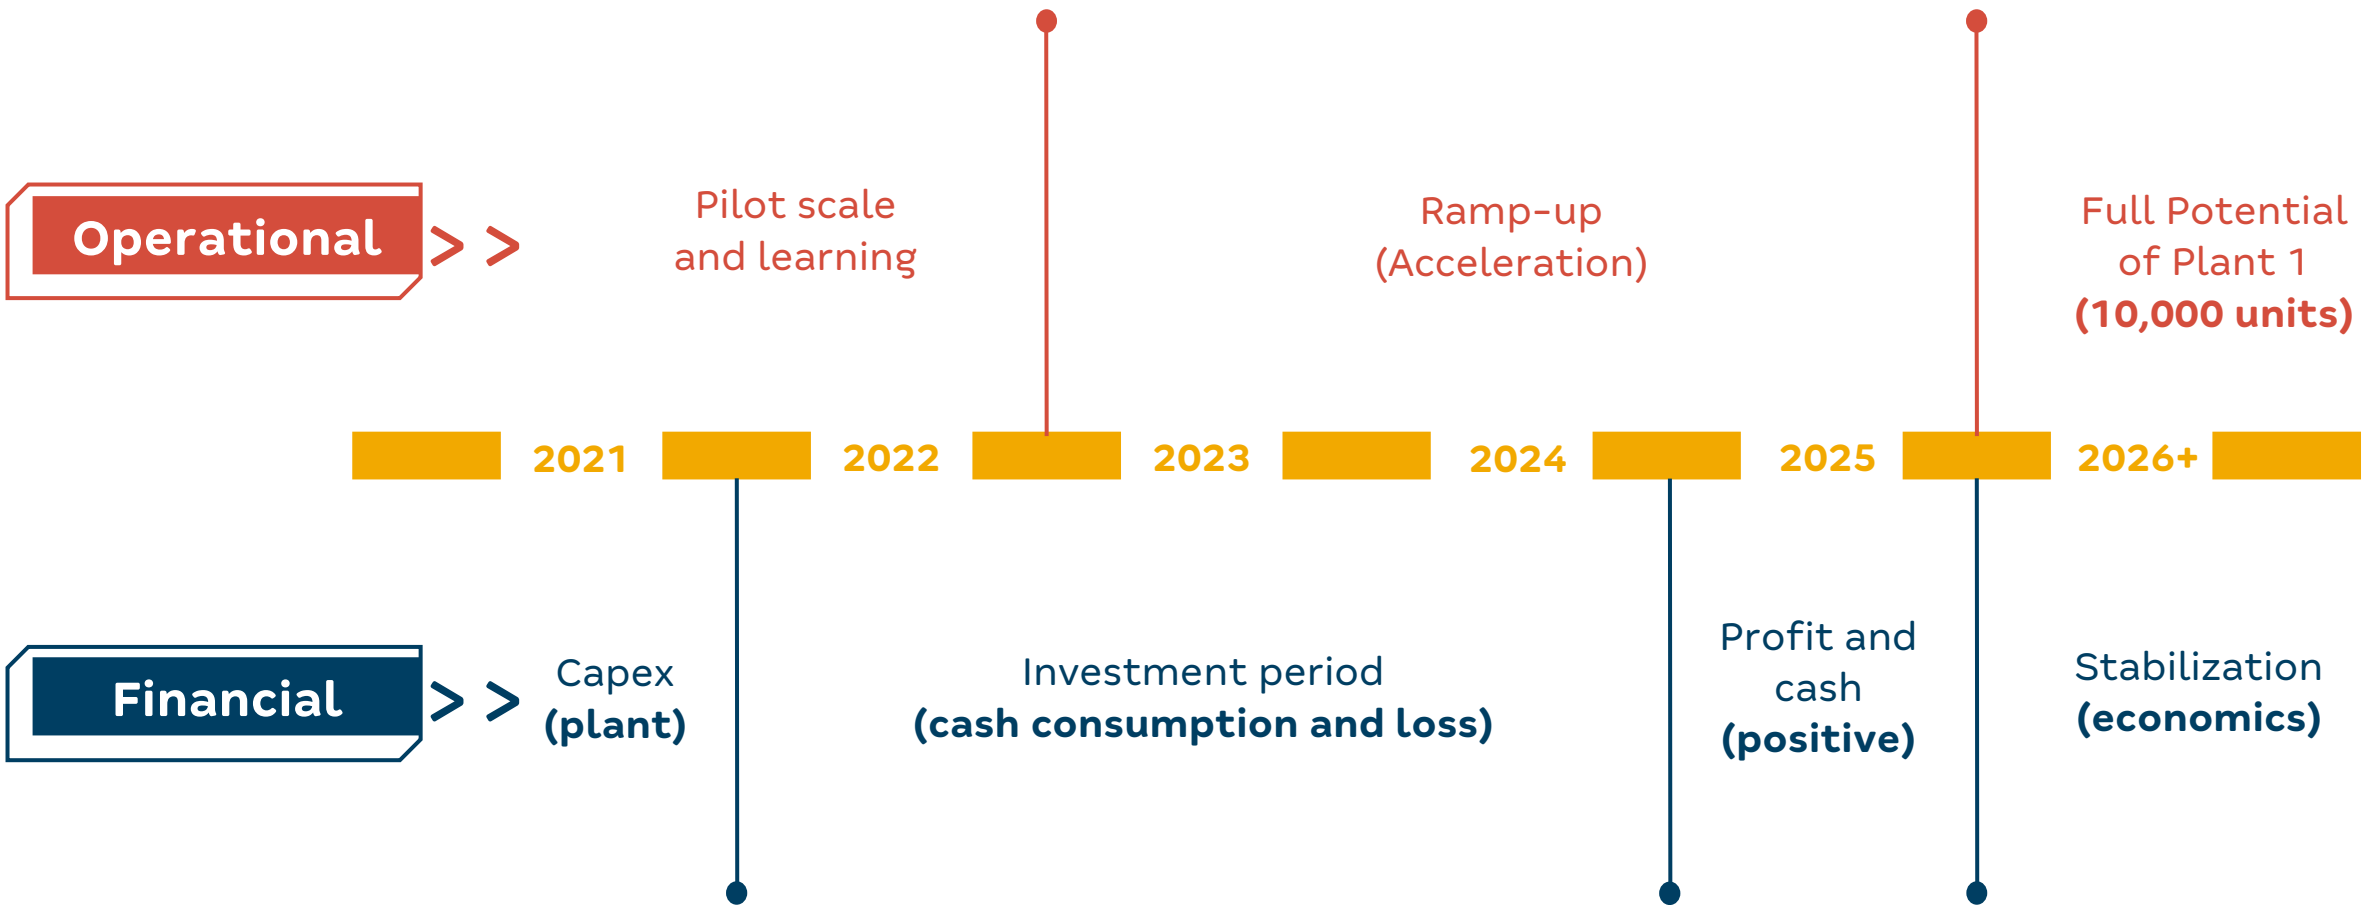 Operational
> >
Pilot scale
and learning
Ramp-up
(Acceleration)
Full Potential
of Plant 1
(10,000 units)
2021
2022
2023
2024
2025
2026+
Financial
> >
Capex
(plant)
Investment period
(cash consumption and loss)
Profit and
cash
(positive)
Stabilization
(economics)